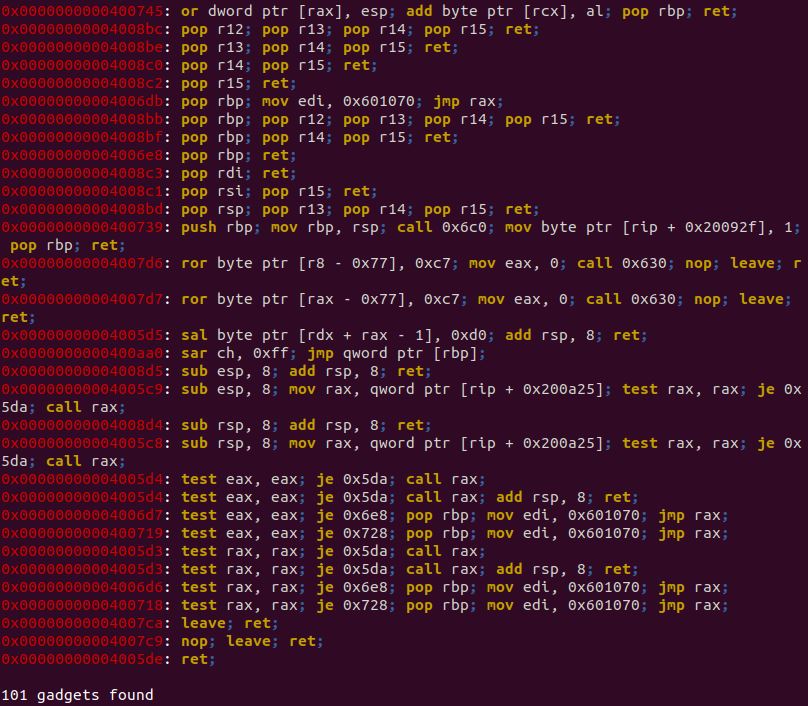 0x0000000000400745: or dword ptr [rax], esp; add byte ptr [rcx], al; pop rbp; ret;
0x00000000004008bc: pop r12; pop r13; pop r14; pop r15; ret;
0x00000000004008be: pop r13; pop r14; pop r15; ret;
0x00000000004008c0: pop r14; pop r15; ret;
0x00000000004008c2: pop r15; ret;
0x00000000004006db: pop rbp; mov edi, 0x601070; jmp rax;
0x00000000004008bb: pop rbp; pop r12; pop r13; pop r14; pop r15; ret;
0x00000000004008bf: pop rbp; pop r14; pop r15; ret;
0x00000000004006e8: pop rbp; ret;
0x00000000004008c3: pop rdi; ret;
0x00000000004008c1: pop rsi; pop r15; ret;
0x00000000004008bd: pop rsp; pop r13; pop r14; pop r15; ret;
0x0000000000400739: push rbp; mov rbp, rsp; call 0x6c0; mov byte ptr [rip + 0x20092f], 1;
pop rbp; ret;
0x00000000004007d6: ror byte ptr [r8 - 0x77], 0xc7; mov eax, 0; call 0x630; nop; leave; r
et;
0x00000000004007d7: ror byte ptr [rax - 0x77], 0xc7; mov eax, 0; call 0x630; nop; leave;
ret;
0x00000000004005d5: sal byte ptr [rdx + rax - 1], 0xd0; add rsp, 8; ret;
0x0000000000400aa0: sar ch, 0xff; jmp qword ptr [rbp];
0x00000000004008d5: sub esp, 8; add rsp, 8; ret;
0x00000000004005c9: sub esp, 8; mov rax, qword ptr [rip + 0x200a25]; test rax, rax; je 0x
5da; call rax;
0x00000000004008d4: sub rsp, 8; add rsp, 8; ret;
0x00000000004005c8: sub rsp, 8; mov rax, qword ptr [rip + 0x200a25]; test rax, rax; je 0x
5da; call rax;
0x00000000004005d4: test eax, eax; je 0x5da; call rax;
0x00000000004005d4: test eax, eax; je 0x5da; call rax; add rsp, 8; ret;
0x00000000004006d7: test eax, eax; je 0x6e8; pop rbp; mov edi, 0x601070; jmp rax;
0x0000000000400719: test eax, eax; je 0x728; pop rbp; mov edi, 0x601070; jmp rax;
0x00000000004005d3: test rax, rax; je 0x5da; call rax;
0x00000000004005d3: test rax, rax; je 0x5da; call rax; add rsp, 8; ret;
0x00000000004006d6: test rax, rax; je 0x6e8; pop rbp; mov edi, 0x601070; jmp rax;
0x0000000000400718: test rax, rax; je 0x728; pop rbp; mov edi, 0x601070; jmp rax;
0x00000000004007ca: leave; ret;
0x00000000004007c9: nop; leave; ret;
0x00000000004005de: ret;
101 gadgets found